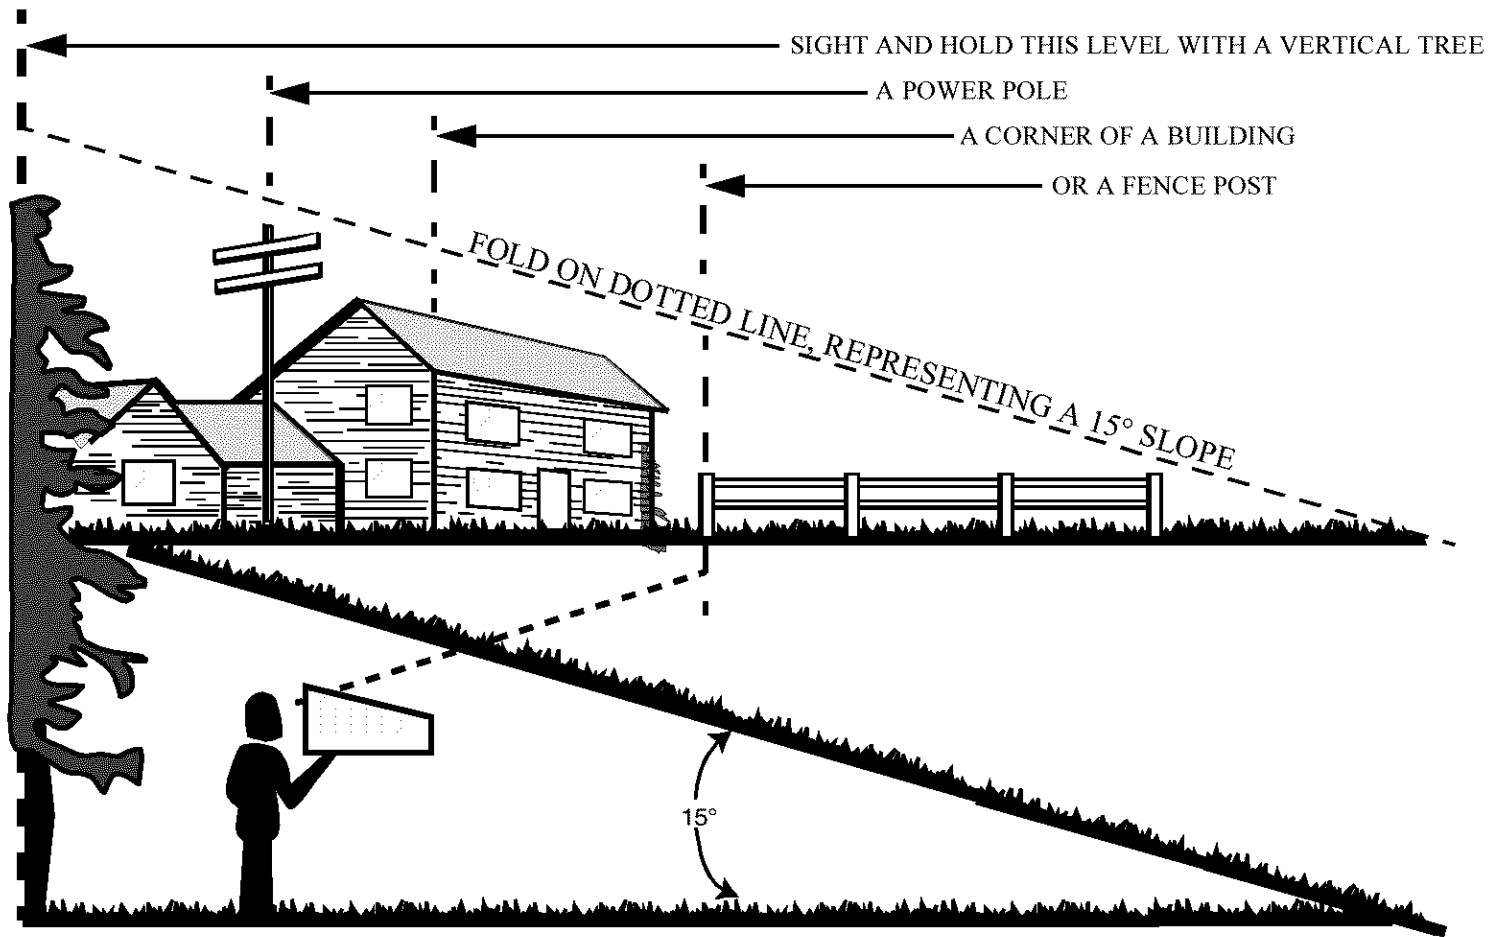 SIGHT AND HOLD THIS LEVEL WITH A VERTICAL TREE
A POWER POLE
A CORNER OF A BUILDING
OR A FENCE POST
FOLD ON DOTTED LINE, REPRESENTING A 15° SLOPE
15°